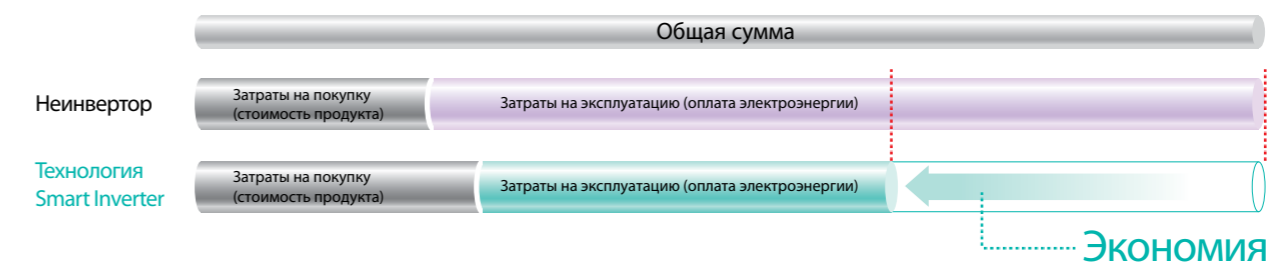 Общая сумма
Неинвертор
Затраты на покупку
(стоимость продукта)
Затраты на эксплуатацию (оплата электроэнергии)
Технология
Smart Inverter
Затраты на покупку
(стоимость продукта)
Затраты на эксплуатацию (оплата электроэнергии)
Экономия